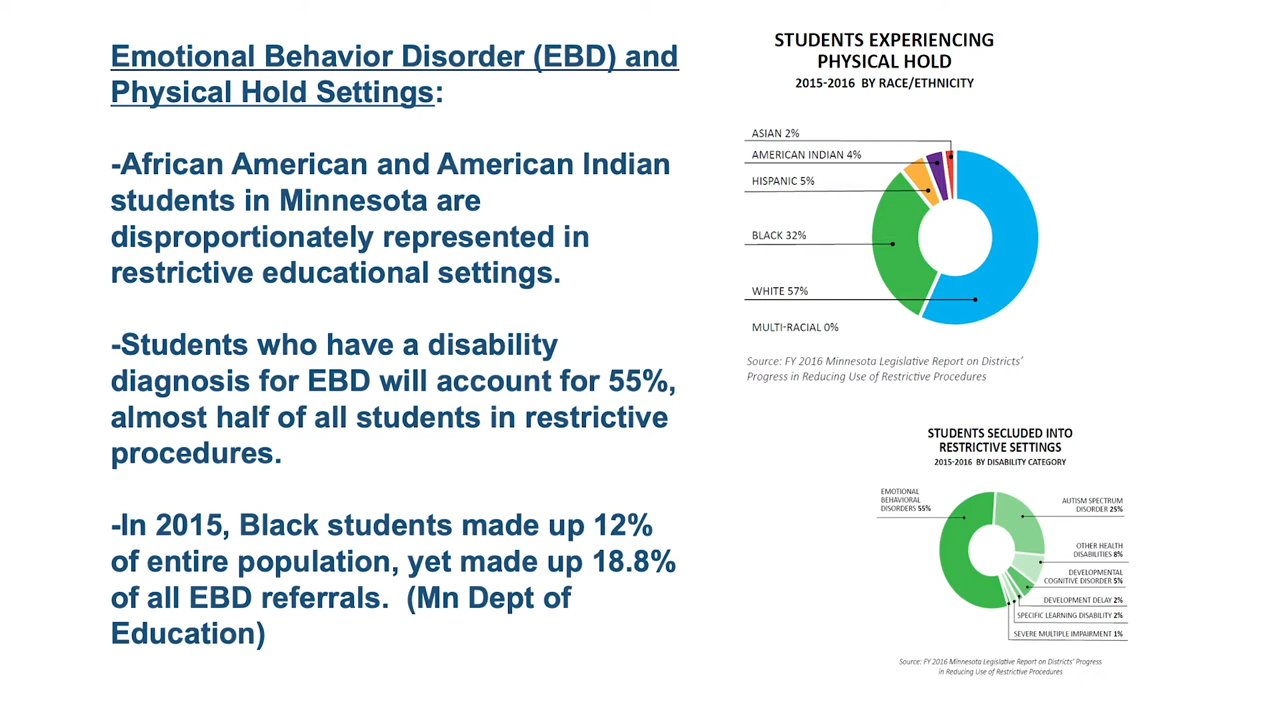 Emotional Behavior Disorder (EBD) and
Physical Hold Settings:
-African American and American Indian
students in Minnesota are
disproportionately represented in
restrictive educational settings.
-Students who have a disability
diagnosis for EBD will account for 55%,
almost half of all students in restrictive
procedures.
-In 2015, Black students made up 12%
of entire population, yet made up 18.8%
of all EBD referrals.  (Mn Dept of
Education)
STUDENTS EXPERIENCING
PHYSICAL HOLD
2015-2016 BY RACE/ETHNICITY
ASIAN 2%
AMERICAN INDIAN 4%
HISPANIC 5%
BLACK 32%
WHITE 57%
MULTI-RACIAL 0%
Source: FY 2016 Minnesota Legislative Report on Districts'
Progress in Reducing Use of Restrictive Procedures
STUDENTS SECLUDED INTO
RESTRICTIVE SETTINGS
2015-2016 BY DISABILITY CATEGORY
EMOTIONAL
BEHAVIORAL
DISORDERS 55%
AUTISM SPECTRUM
DISORDER 25%
OTHER HEALTH
DISABILITIES 8%
DEVELOPMENTAL
COGNITIVE DISORDER 5%
DEVELOPMENT DELAY 2%
SPECIFIC LEARNING DISABILITY 2%
SEVERE MULTIPLE IMPAIRMENT 1%
Source: FY 2016 Minnesota Legislative Report on Districts' Progress
in Reducing Use of Restrictive Procedures